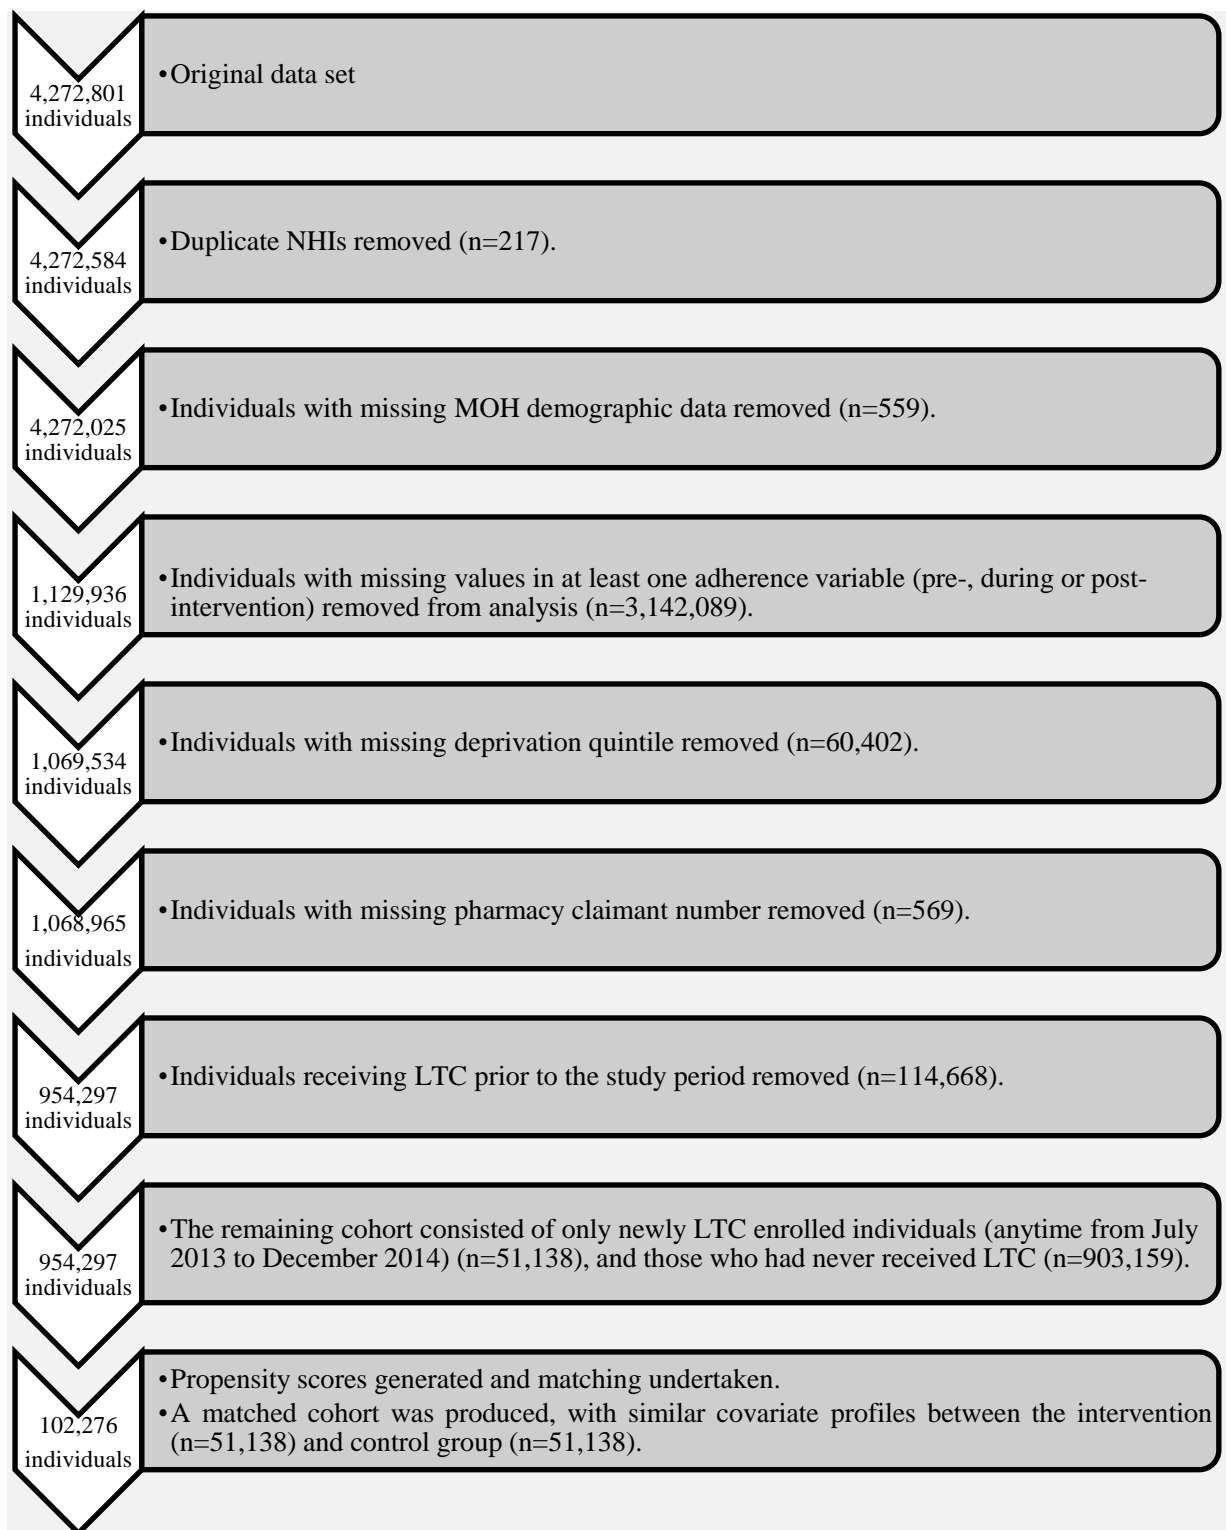 4,272,801
individuals
•Original data set
4,272,584
individuals
•Duplicate NHIs removed (n=217).
4,272,025
individuals
•Individuals with missing MOH demographic data removed (n=559).
1,129,936
individuals
•Individuals with missing values in at least one adherence variable (pre-, during or post-
intervention) removed from analysis (n=3,142,089).
1,069,534
individuals
•Individuals with missing deprivation quintile removed (n=60,402).
1,068,965
individuals
•Individuals with missing pharmacy claimant number removed (n=569).
954,297
individuals
•Individuals receiving LTC prior to the study period removed (n=114,668).
954,297
individuals
•The remaining cohort consisted of only newly LTC enrolled individuals (anytime from July
2013 to December 2014) (n=51,138), and those who had never received LTC (n=903,159).
102,276
individuals
•Propensity scores generated and matching undertaken.
•A matched cohort was produced, with similar covariate profiles between the intervention
(n=51,138) and control group (n=51,138).